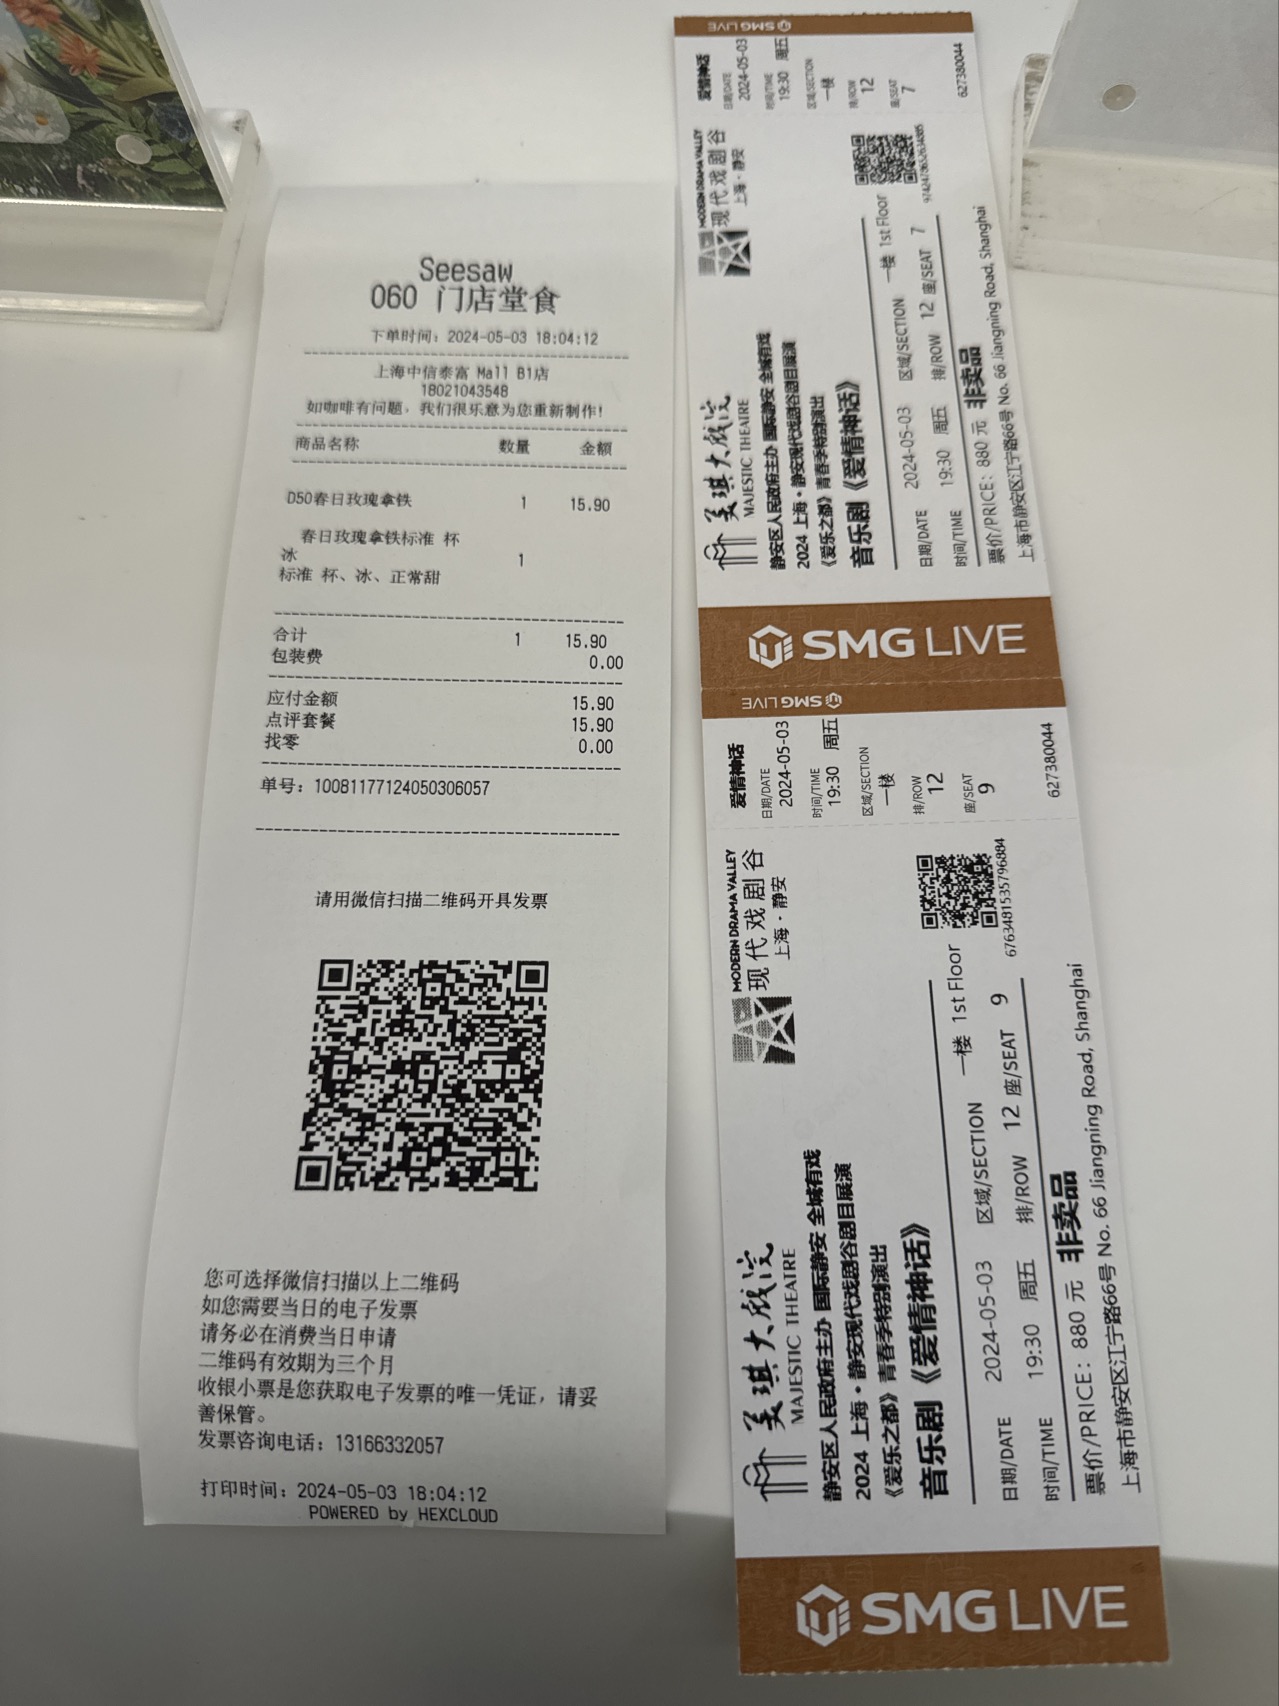 Seesaw
060 门店堂食
下单时间：2024-05-03 18:04:12
上海中信泰富 Mall B1店
18021043548
如咖啡有问题，我们很乐意为您重新制作！
商品名称 数量 金额
D50春日玫瑰拿铁 1 15.90
春日玫瑰拿铁标准 杯
冰 1
标准 杯、冰、正常甜
合计 1 15.90
包装费 0.00
应付金额 15.90
点评套餐 15.90
找零 0.00
单号：10081177124050306057
请用微信扫描二维码开具发票
您可选择微信扫描以上二维码
如您需要当日的电子发票
请务必在消费当日申请
二维码有效期为三个月
收银小票是您获取电子发票的唯一凭证，请妥
善保管。
发票咨询电话：13166332057
打印时间：2024-05-03 18:04:12
POWERED by HEXCLOUD
SMG LIVE
美琪大戏院
MAJESTIC THEATRE
MODERN DRAMA VALLEY
现代戏剧谷
上海·静安
静安区人民政府主办 国际静安 全城有戏
2024 上海·静安现代戏剧谷剧目展演
《爱乐之都》青春季特别演出
音乐剧《爱情神话》
日期/DATE 2024-05-03 区域/SECTION 一楼 1st Floor
时间/TIME 19:30 周五 排/ROW 12 座/SEAT 7
票价/PRICE：880 元 非卖品
上海市静安区江宁路66号 No. 66 Jiangning Road, Shanghai
SMG LIVE
爱情神话
日期/DATE
2024-05-03
时间/TIME
19:30 周五
区域/SECTION
一楼
排/ROW
12
座/SEAT
7
627380044
SMG LIVE
美琪大戏院
MAJESTIC THEATRE
MODERN DRAMA VALLEY
现代戏剧谷
上海·静安
静安区人民政府主办 国际静安 全城有戏
2024 上海·静安现代戏剧谷剧目展演
《爱乐之都》青春季特别演出
音乐剧《爱情神话》
日期/DATE 2024-05-03 区域/SECTION 一楼 1st Floor
时间/TIME 19:30 周五 排/ROW 12 座/SEAT 9
676348153579688​4
票价/PRICE：880 元 非卖品
上海市静安区江宁路66号 No. 66 Jiangning Road, Shanghai
SMG LIVE
爱情神话
日期/DATE
2024-05-03
时间/TIME
19:30 周五
区域/SECTION
一楼
排/ROW
12
座/SEAT
9
627380044